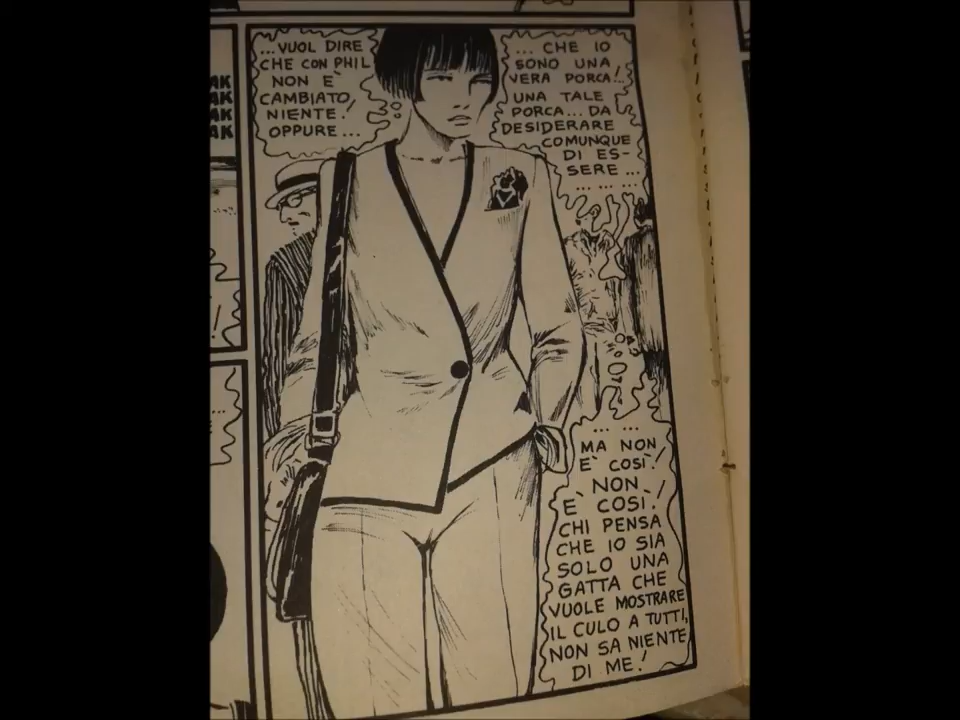 ...VUOL DIRE
CHE CON PHIL
NON È
CAMBIATO
NIENTE!
OPPURE...
... CHE IO
SONO UNA
VERA PORCA!..
UNA TALE
PORCA... DA
DESIDERARE
COMUNQUE
DI ES-
SERE...
... ... ...
... ...
MA NON
E' COSÌ!
NON
E' COSÌ!
CHI PENSA
CHE IO SIA
SOLO UNA
GATTA CHE
VUOLE MOSTRARE
IL CULO A TUTTI,
NON SA NIENTE
DI ME!
AK
AK
AK
AK